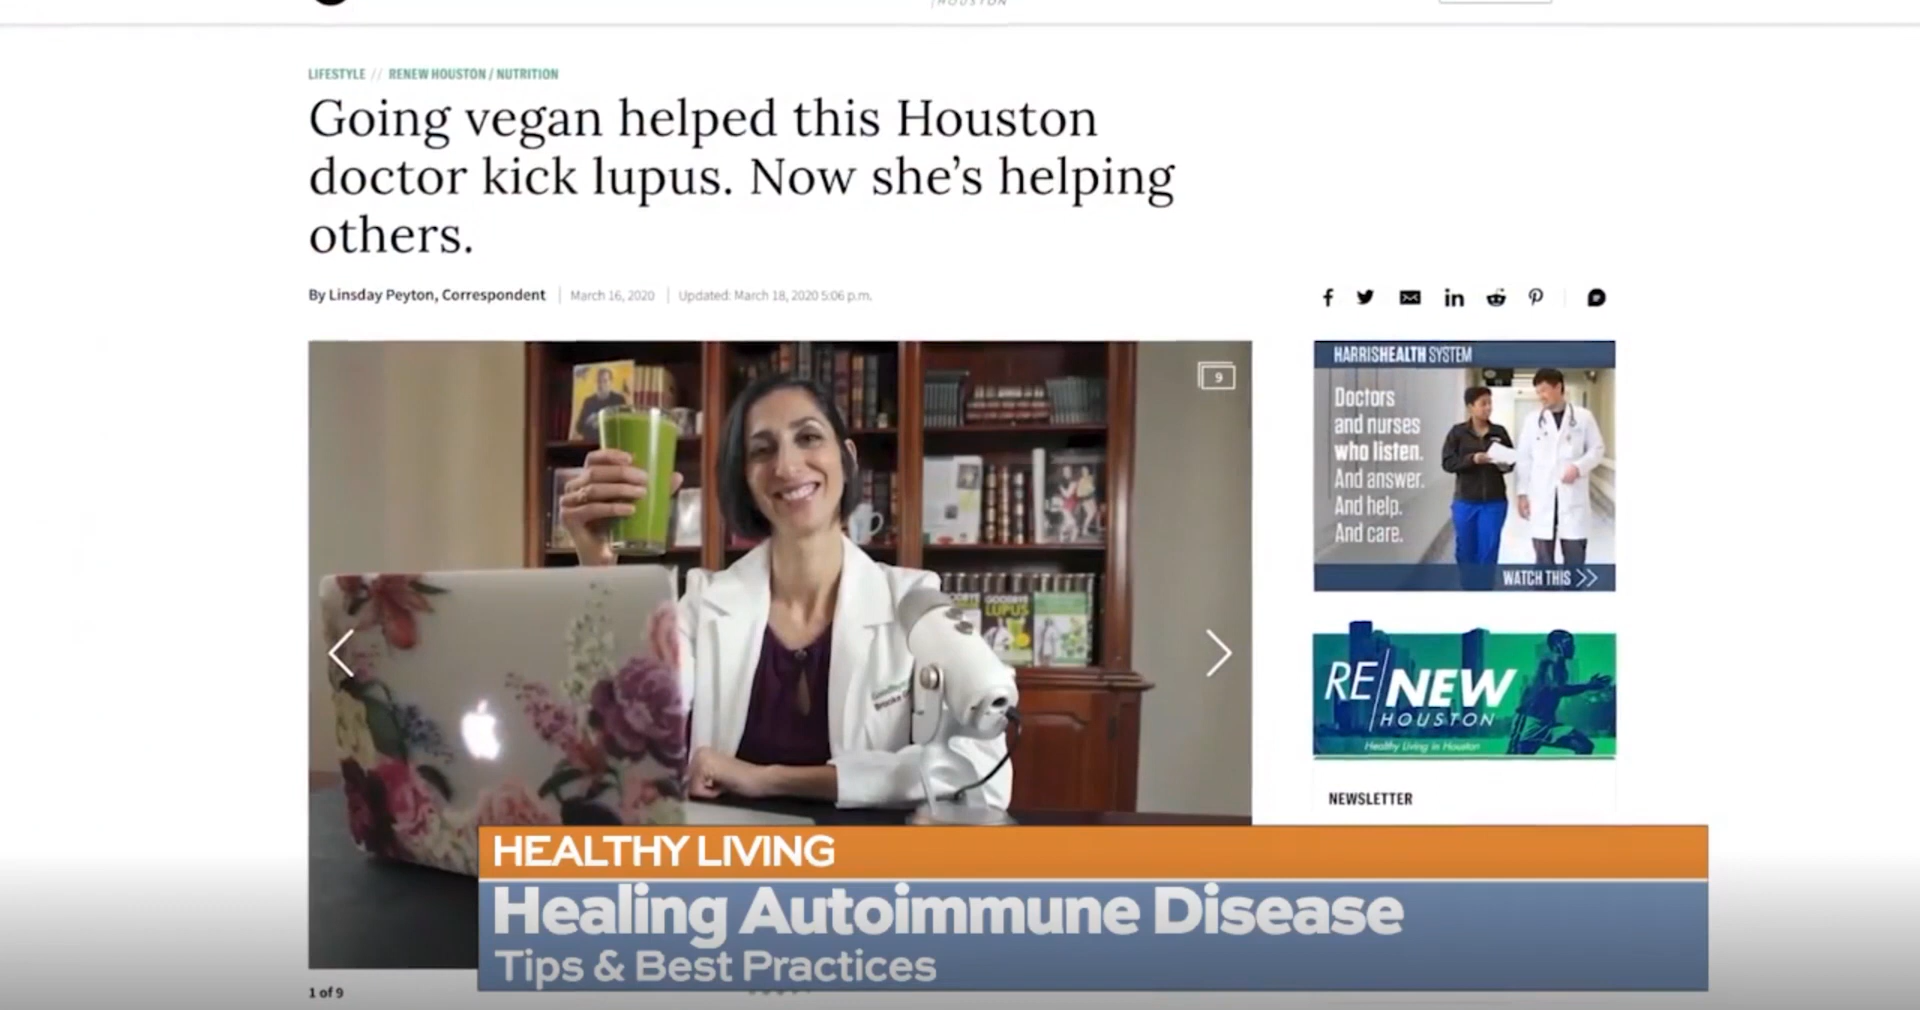 HOUSTON
LIFESTYLE // RENEW HOUSTON / NUTRITION
Going vegan helped this Houston
doctor kick lupus. Now she's helping
others.
By Linsday Peyton, Correspondent | March 16, 2020 | Updated: March 18, 2020 5:06 p.m.
9
HARRISHEALTH SYSTEM
Doctors
and nurses
who listen.
And answer.
And help.
And care.
WATCH THIS >>
GOODBYE
LUPUS
RE/NEW
HOUSTON
Healthy Living in Houston
NEWSLETTER
HEALTHY LIVING
Healing Autoimmune Disease
Tips & Best Practices
1 of 9